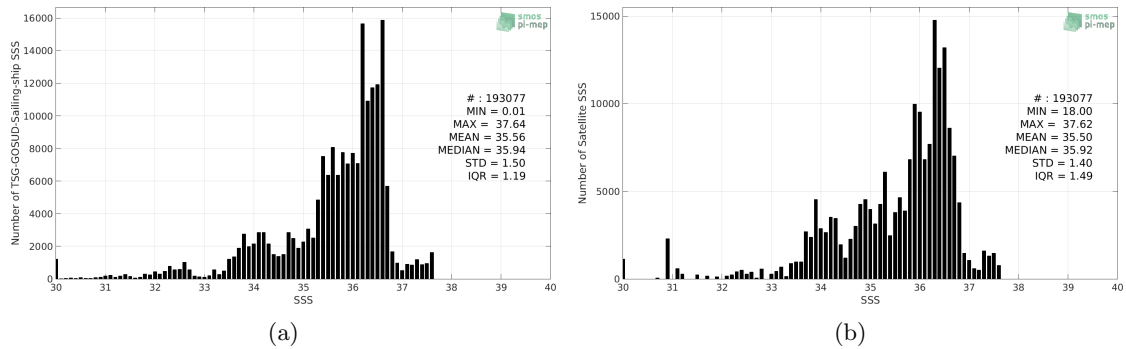 smos
pi-mep
Number of TSG-GOSUD-Sailing-ship SSS
16000
14000
12000
10000
8000
6000
4000
2000
0
# : 193077
MIN = 0.01
MAX = 37.64
MEAN = 35.56
MEDIAN = 35.94
STD = 1.50
IQR = 1.19
30 31 32 33 34 35 36 37 38 39 40
SSS
(a)
smos
pi-mep
Number of Satellite SSS
15000
10000
5000
0
# : 193077
MIN = 18.00
MAX = 37.62
MEAN = 35.50
MEDIAN = 35.92
STD = 1.40
IQR = 1.49
30 31 32 33 34 35 36 37 38 39 40
SSS
(b)